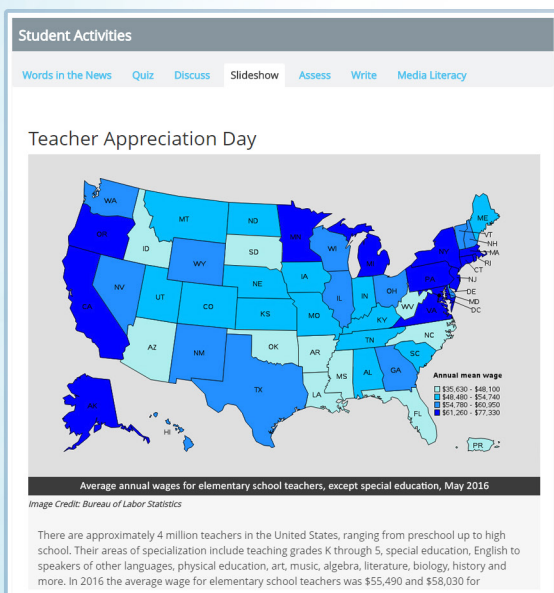 Student Activities
Words in the News Quiz Discuss Slideshow Assess Write Media Literacy
Teacher Appreciation Day
WA
OR
CA
NV
ID
MT
WY
UT
AZ
CO
NM
ND
SD
NE
KS
OK
TX
MN
IA
MO
AR
LA
WI
IL
MI
IN
OH
KY
TN
MS
AL
GA
FL
SC
NC
WV
VA
PA
NY
ME
VT
NH
MA
RI
CT
NJ
DE
MD
DC
AK
HI
PR
Annual mean wage
$35,630 - $48,100
$48,480 - $54,740
$54,780 - $60,950
$61,260 - $77,330
Average annual wages for elementary school teachers, except special education, May 2016
Image Credit: Bureau of Labor Statistics
There are approximately 4 million teachers in the United States, ranging from preschool up to high
school. Their areas of specialization include teaching grades K through 5, special education, English to
speakers of other languages, physical education, art, music, algebra, literature, biology, history and
more. In 2016 the average wage for elementary school teachers was $55,490 and $58,030 for